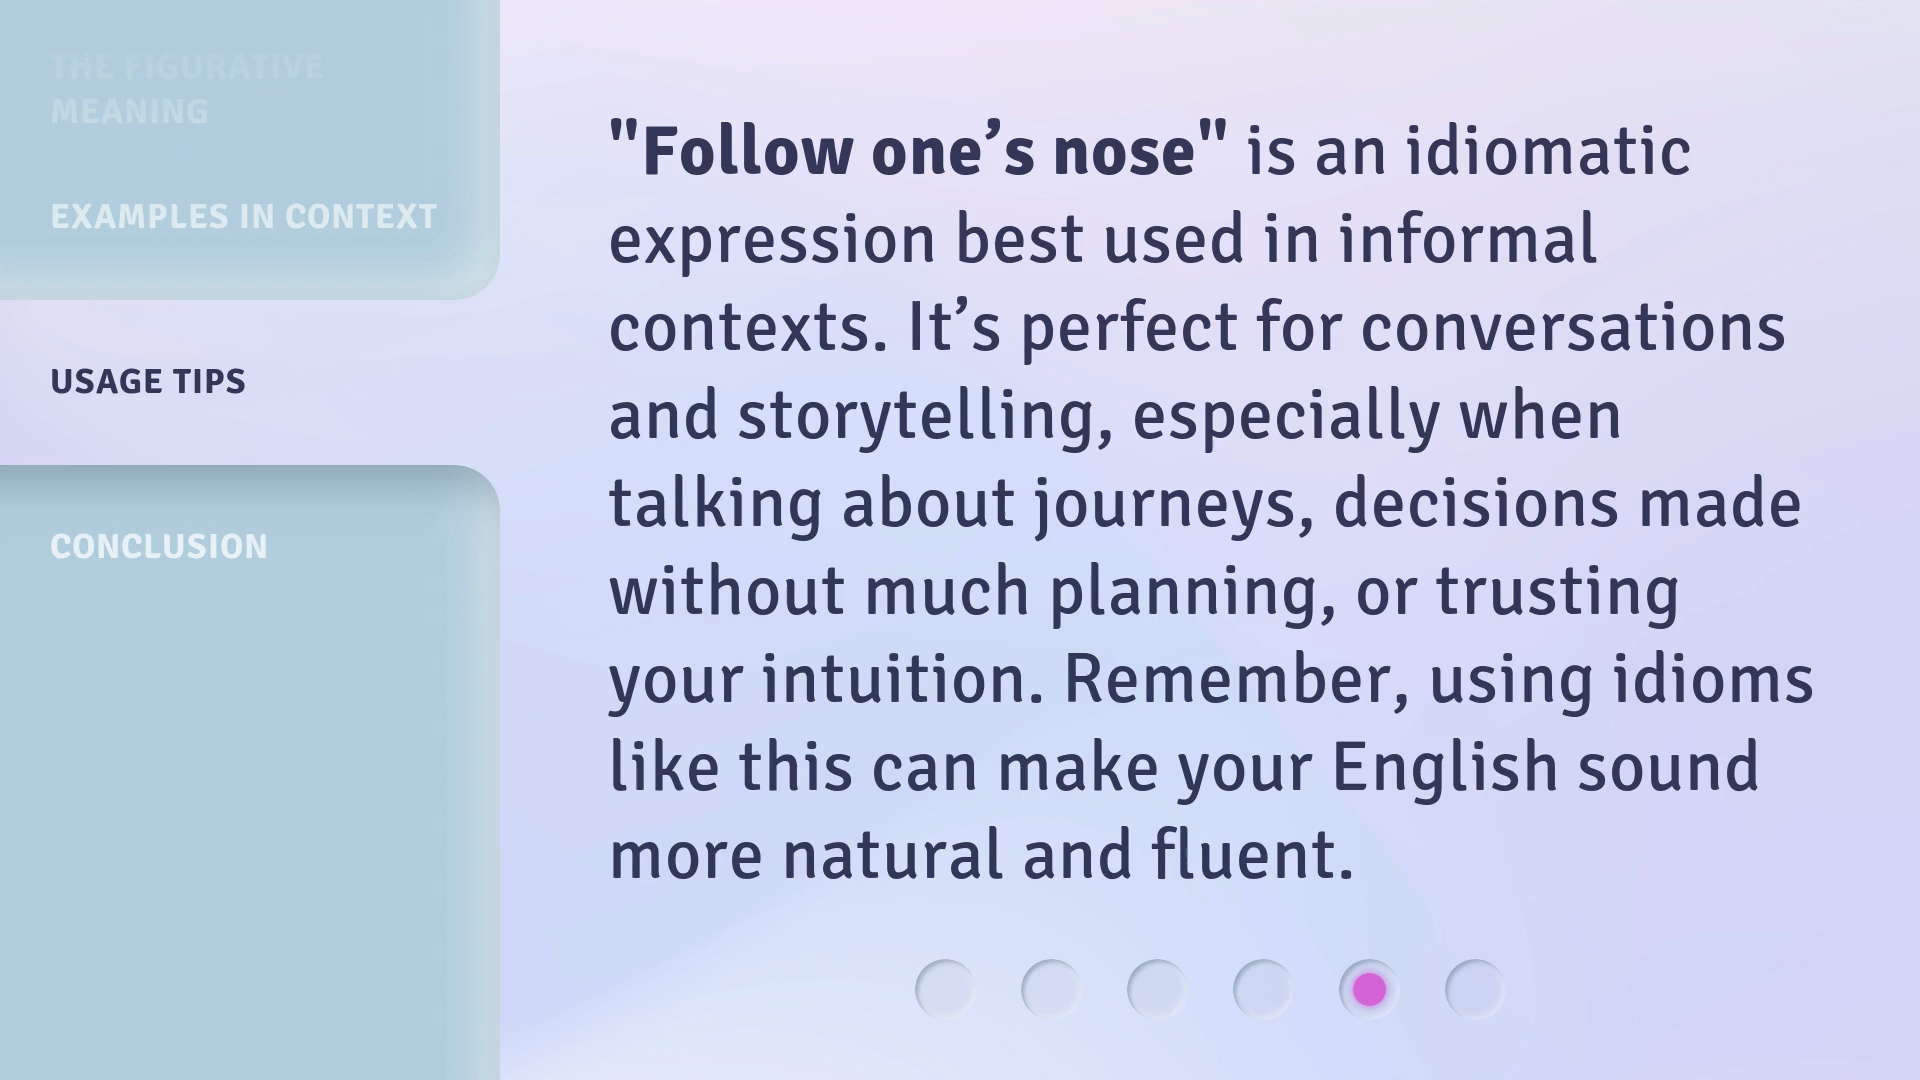 THE FIGURATIVE
MEANING
EXAMPLES IN CONTEXT
USAGE TIPS
CONCLUSION
"Follow one’s nose" is an idiomatic
expression best used in informal
contexts. It’s perfect for conversations
and storytelling, especially when
talking about journeys, decisions made
without much planning, or trusting
your intuition. Remember, using idioms
like this can make your English sound
more natural and fluent.